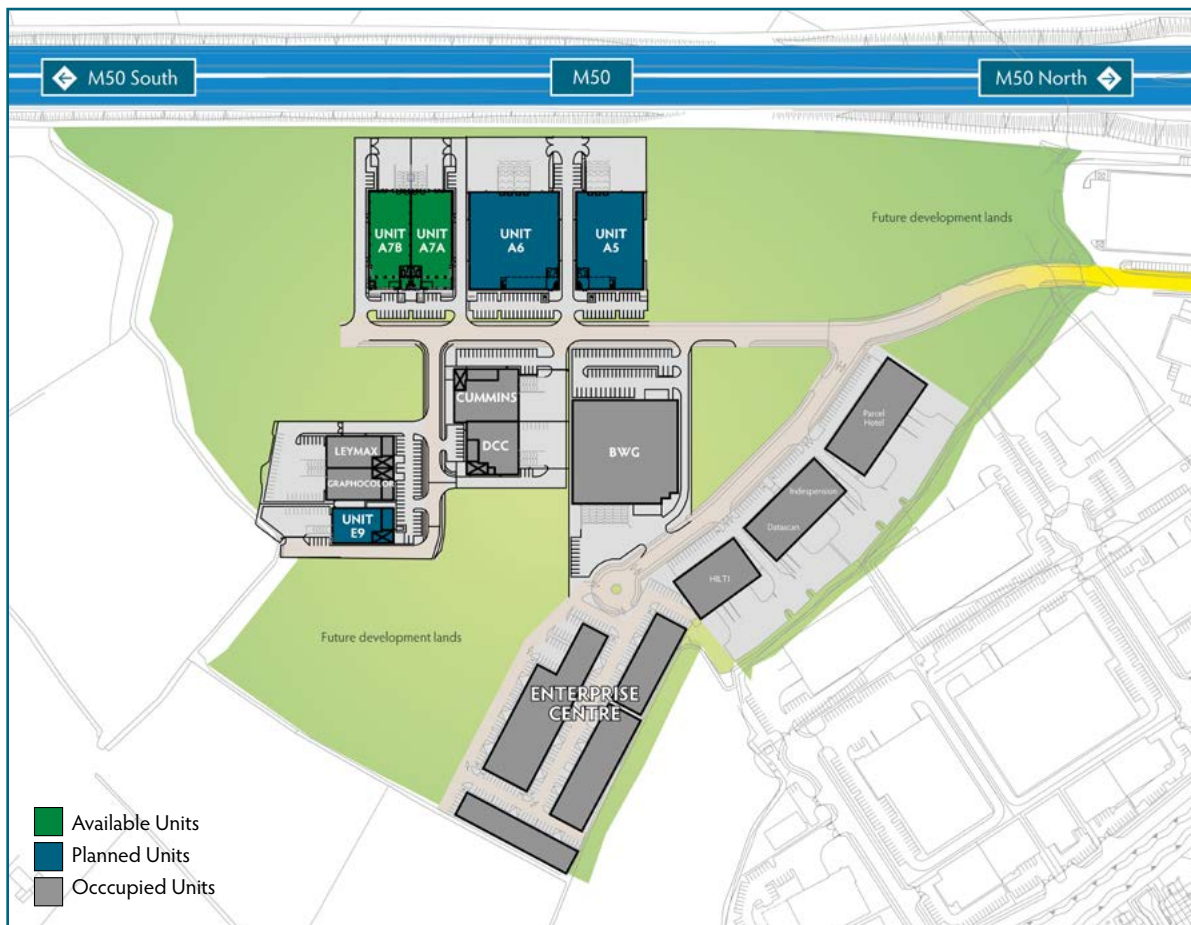 M50 South
M50
M50 North
Future development lands
UNIT
A7B
UNIT
A7A
UNIT
A6
UNIT
A5
CUMMINS
DCC
BWG
Parcel
Hotel
LEYMAX
GRAPHOCOLOR
Indespension
Datascan
UNIT
E9
HILTI
Future development lands
ENTERPRISE
CENTRE
Available Units
Planned Units
Occcupied Units